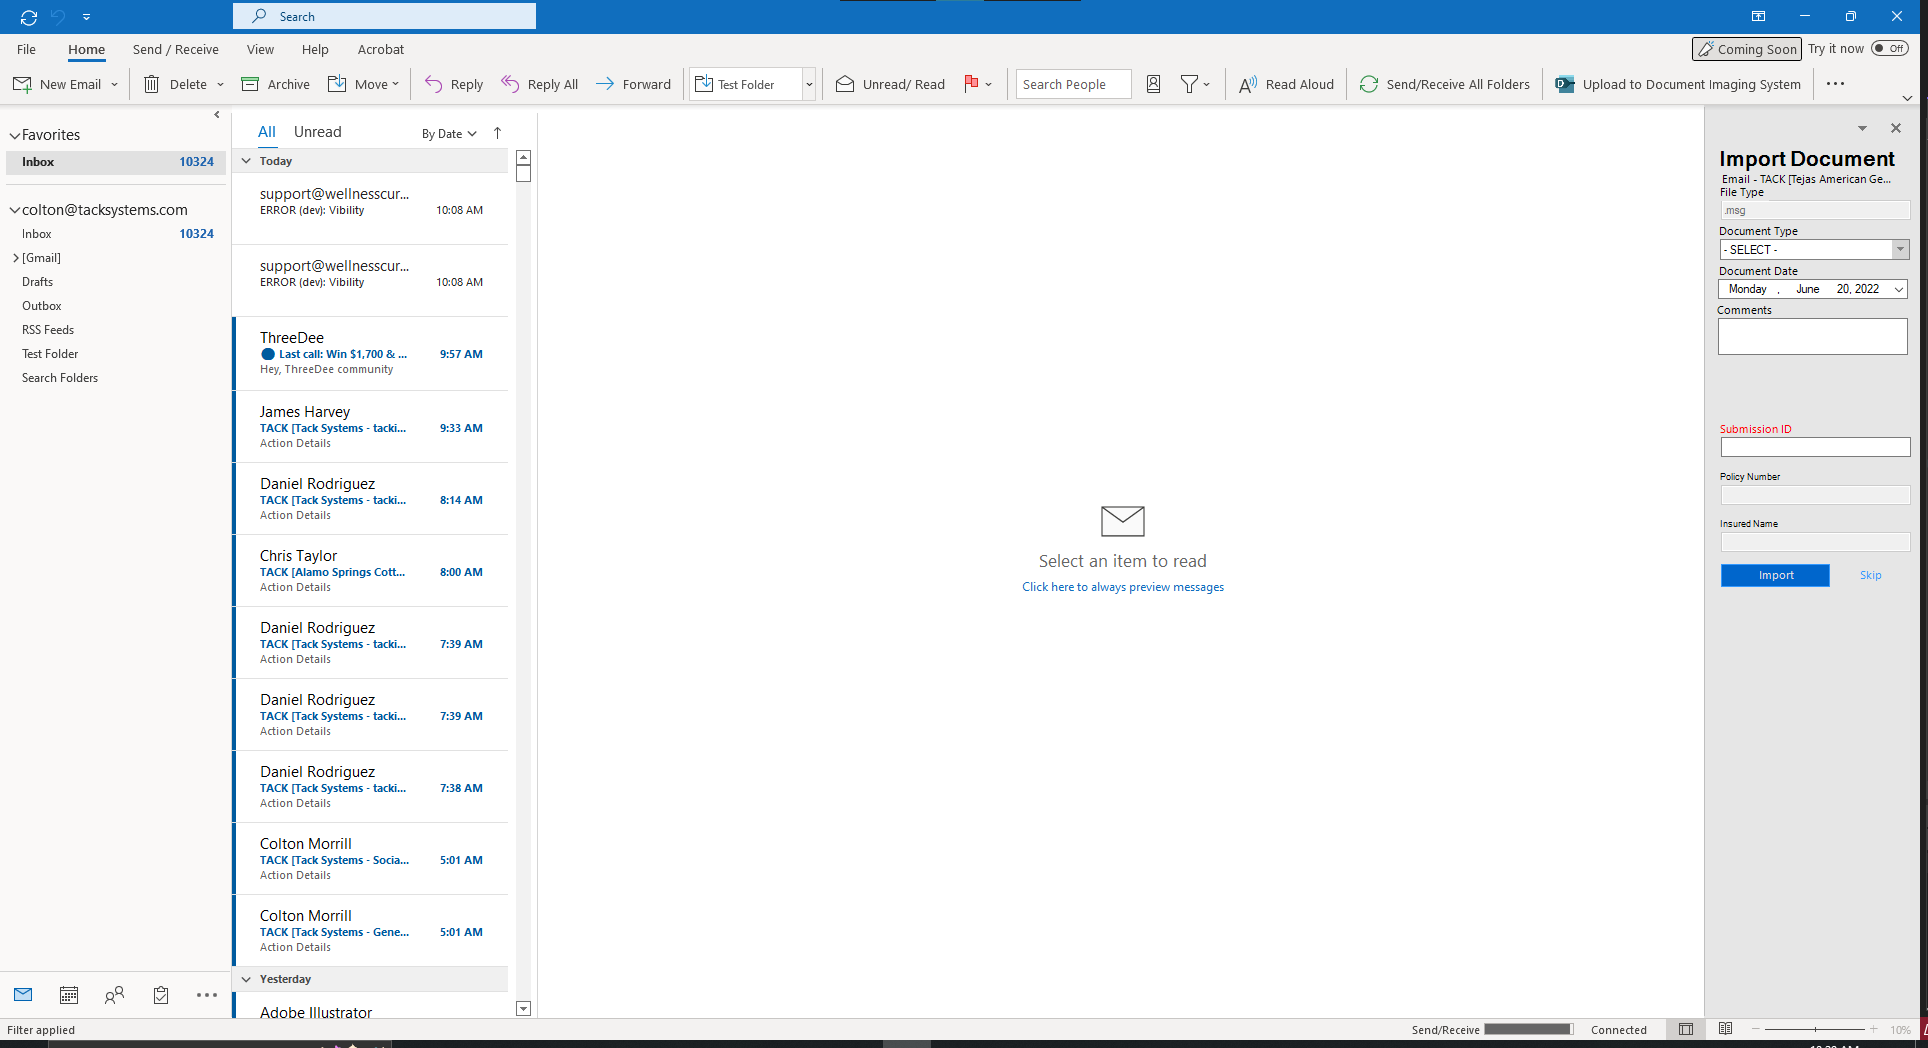 Search
File Home Send / Receive View Help Acrobat
Coming Soon Try it now Off
New Email Delete Archive Move Reply Reply All Forward Test Folder Unread/ Read Search People Read Aloud Send/Receive All Folders Upload to Document Imaging System
Favorites
Inbox 10324
colton@tacksystems.com
Inbox 10324
[Gmail]
Drafts
Outbox
RSS Feeds
Test Folder
Search Folders
All Unread By Date
Today
support@wellnesscur...
ERROR (dev): Vibility 10:08 AM
support@wellnesscur...
ERROR (dev): Vibility 10:08 AM
ThreeDee
Last call: Win $1,700 & ... 9:57 AM
Hey, ThreeDee community
James Harvey
TACK [Tack Systems - tacki... 9:33 AM
Action Details
Daniel Rodriguez
TACK [Tack Systems - tacki... 8:14 AM
Action Details
Chris Taylor
TACK [Alamo Springs Cott... 8:00 AM
Action Details
Daniel Rodriguez
TACK [Tack Systems - tacki... 7:39 AM
Action Details
Daniel Rodriguez
TACK [Tack Systems - tacki... 7:39 AM
Action Details
Daniel Rodriguez
TACK [Tack Systems - tacki... 7:38 AM
Action Details
Colton Morrill
TACK [Tack Systems - Socia... 5:01 AM
Action Details
Colton Morrill
TACK [Tack Systems - Gene... 5:01 AM
Action Details
Yesterday
Adobe Illustrator
Select an item to read
Click here to always preview messages
Import Document
Email - TACK [Tejas American Ge...
File Type
.msg
Document Type
- SELECT -
Document Date
Monday , June 20, 2022
Comments
Submission ID
Policy Number
Insured Name
Import Skip
Filter applied
Send/Receive Connected 10%